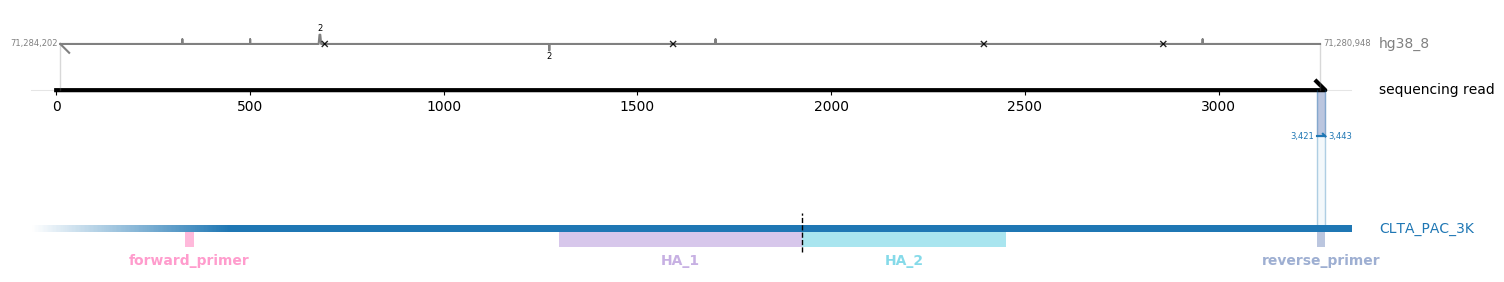 2
71,284,202
71,280,948 hg38_8
2
sequencing read
0 500 1000 1500 2000 2500 3000
3,421 3,443
CLTA_PAC_3K
forward_primer HA_1 HA_2 reverse_primer